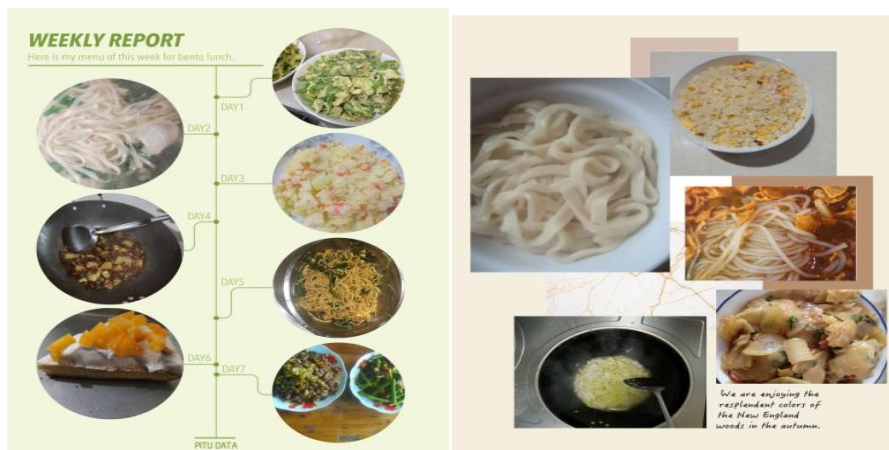 WEEKLY REPORT
Here is my menu of this week for bento lunch.
DAY1
DAY2
DAY3
DAY4
DAY5
DAY6
DAY7
PITU DATA
We are enjoying the
resplendent colors of
the New England
woods in the autumn.